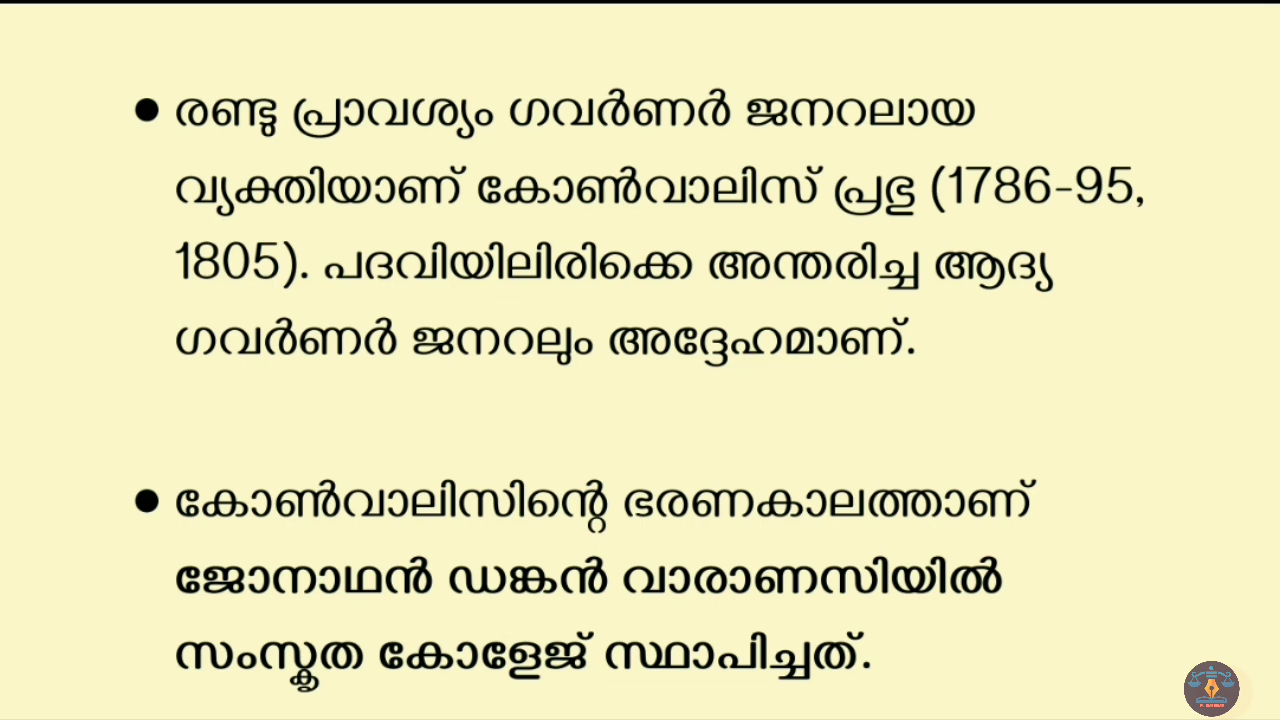 • രണ്ടു പ്രാവശ്യം ഗവർണർ ജനറലായ
വ്യക്തിയാണ് കോൺവാലിസ് പ്രഭു (1786-95,
1805). പദവിയിലിരിക്കെ അന്തരിച്ച ആദ്യ
ഗവർണർ ജനറലും അദ്ദേഹമാണ്.
• കോൺവാലിസിന്റെ ഭരണകാലത്താണ്
ജോനാഥൻ ഡങ്കൻ വാരാണസിയിൽ
സംസ്കൃത കോളേജ് സ്ഥാപിച്ചത്.